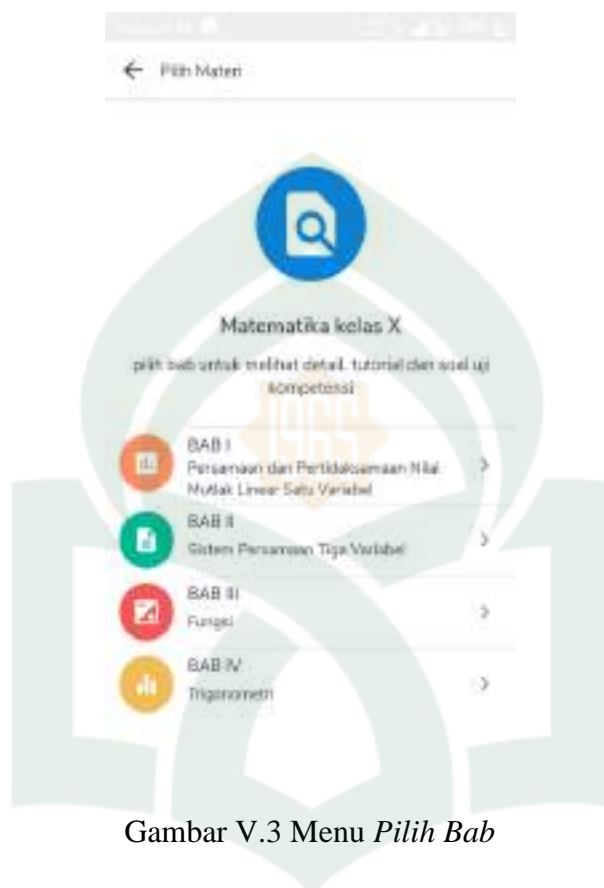 Pilih Materi
Matematika kelas X
pilih bab untuk melihat detail, tutorial dan soal uji
kompetensi
1965
BAB I
Persamaan dan Pertidaksamaan Nilai
Mutlak Linear Satu Variabel
BAB II
Sistem Persamaan Tiga Variabel
BAB III
Fungsi
BAB IV
Trigonometri
Gambar V.3 Menu Pilih Bab